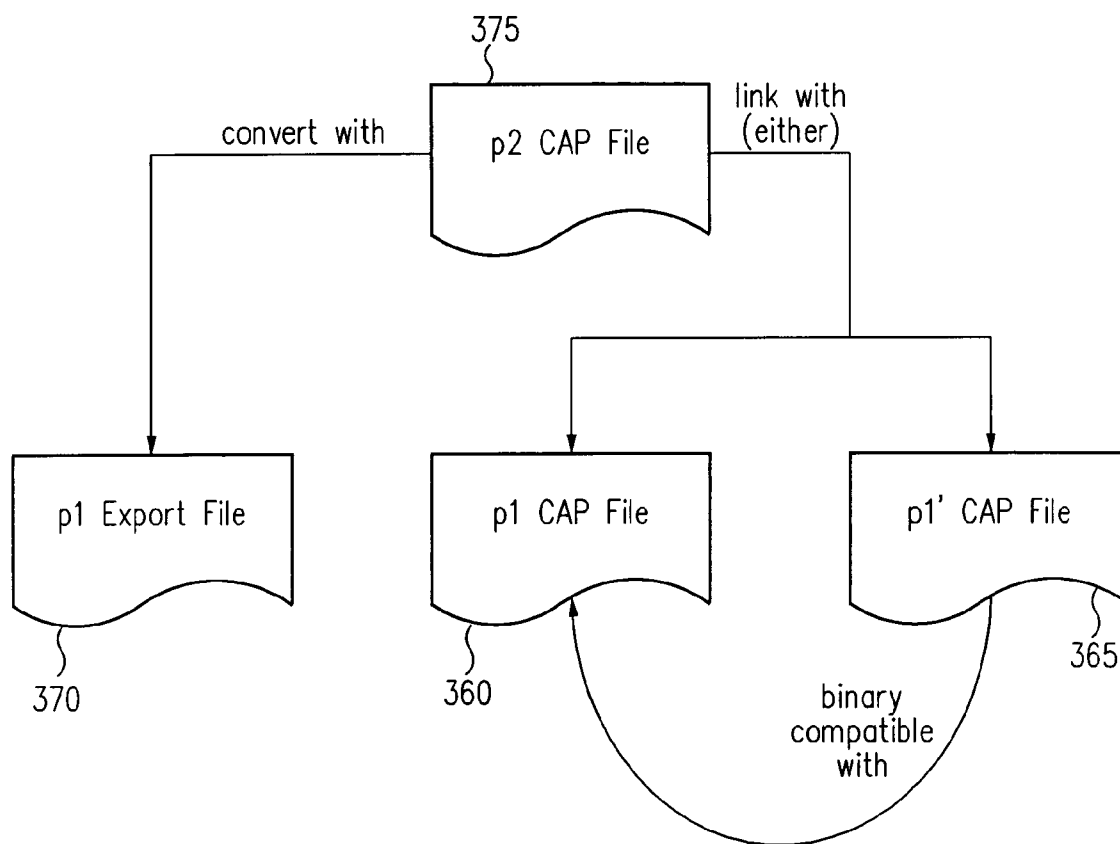 375
convert with
p2 CAP File
link with
(either)
p1 Export File
p1 CAP File
p1' CAP File
370
360
365
binary
compatible
with